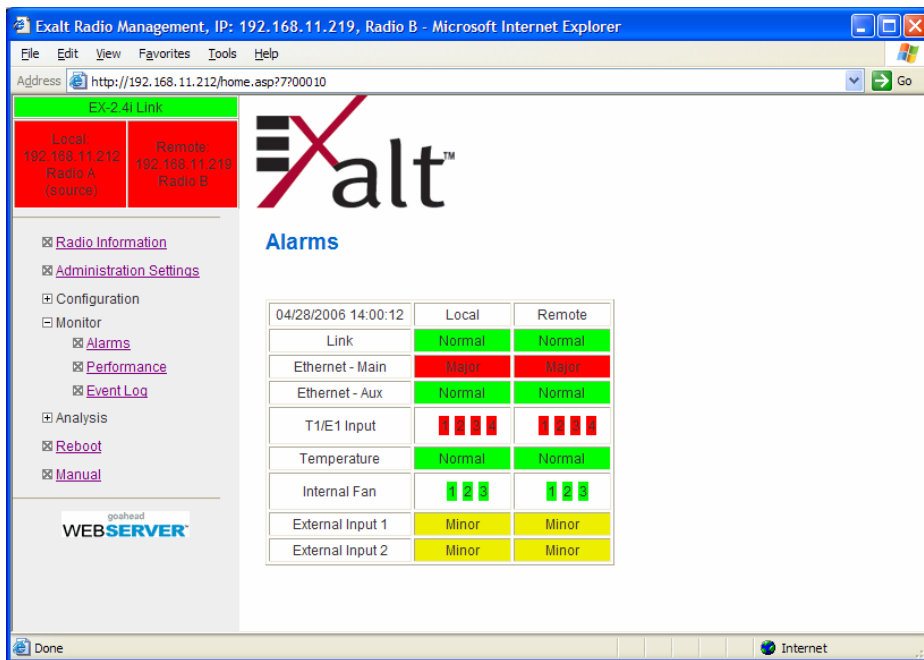 Exalt Radio Management, IP: 192.168.11.219, Radio B - Microsoft Internet Explorer
File Edit View Favorites Tools Help
Address http://192.168.11.212/home.asp?7?00010 Go
EX-2.4i Link
Local: 192.168.11.212 Radio A (source)
Remote: 192.168.11.219 Radio B
EXalt™
Radio Information
Administration Settings
Configuration
Monitor
Alarms
Performance
Event Log
Analysis
Reboot
Manual
goahead
WEBSERVER
Alarms
04/28/2006 14:00:12 Local Remote
Link Normal Normal
Ethernet - Main Major Major
Ethernet - Aux Normal Normal
T1/E1 Input 1 2 3 4 1 2 3 4
Temperature Normal Normal
Internal Fan 1 2 3 1 2 3
External Input 1 Minor Minor
External Input 2 Minor Minor
Done Internet